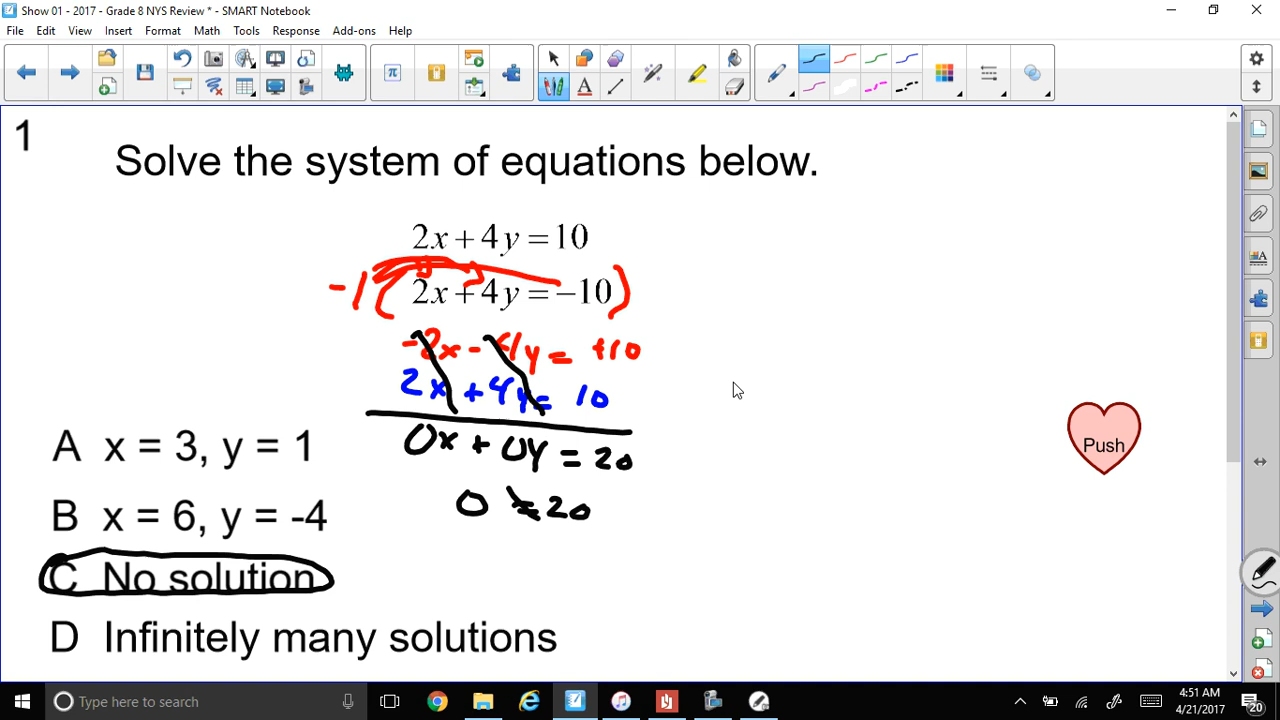 Show 01 - 2017 - Grade 8 NYS Review * - SMART Notebook
File Edit View Insert Format Math Tools Response Add-ons Help
1
Solve the system of equations below.
2x + 4y = 10
-1(2x + 4y = -10)
-2x - 4y = +10
2x + 4y = 10
0x + 0y = 20
0 ≠ 20
A x = 3, y = 1
B x = 6, y = -4
C No solution
D Infinitely many solutions
Push
Type here to search
4:51 AM
4/21/2017
20